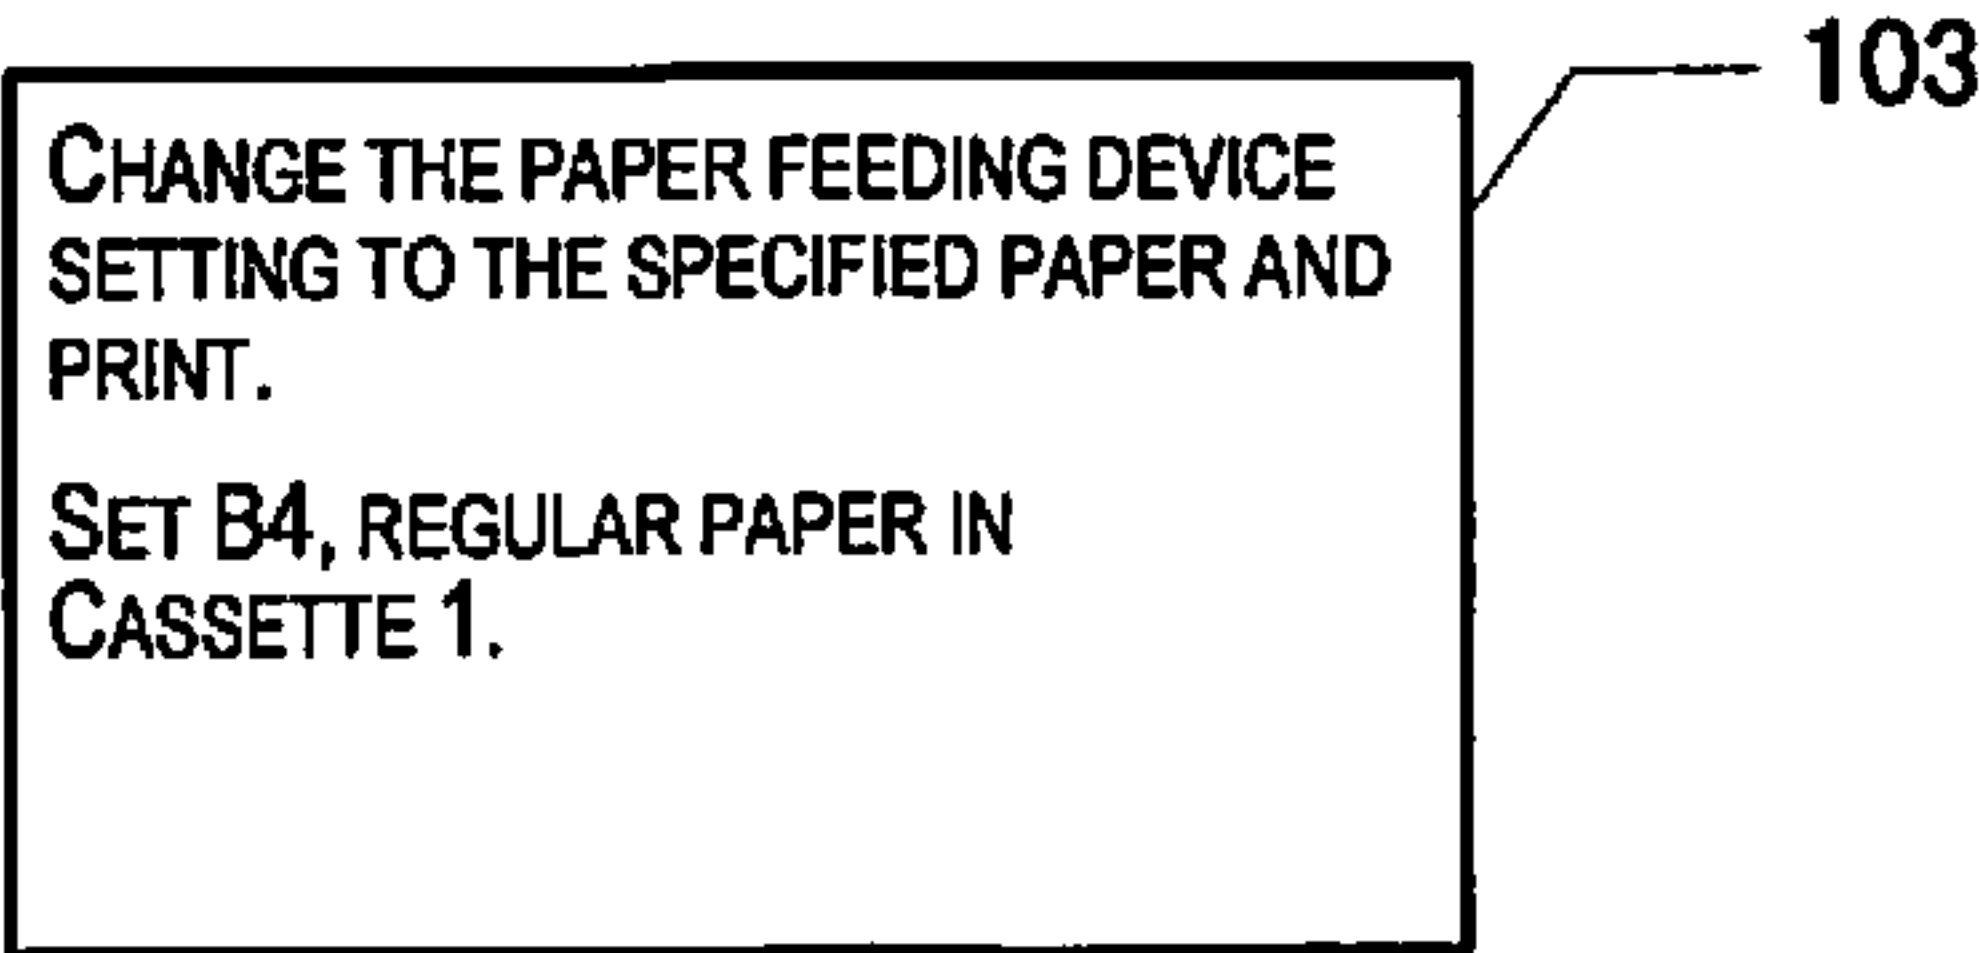 103
CHANGE THE PAPER FEEDING DEVICE
SETTING TO THE SPECIFIED PAPER AND
PRINT.
SET B4, REGULAR PAPER IN
CASSETTE 1.